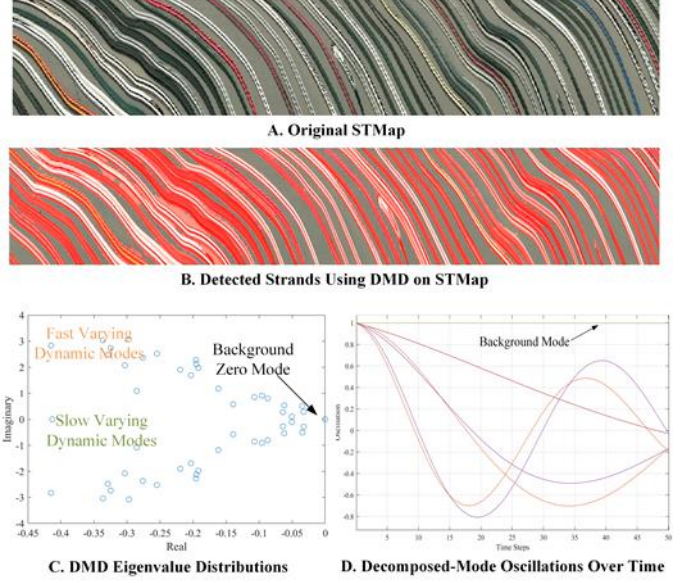 A. Original STMap
B. Detected Strands Using DMD on STMap
4
3
2
1
0
-1
-2
-3
-4
Imaginary
Fast Varying
Dynamic Modes
Slow Varying
Dynamic Modes
Background
Zero Mode
-0.45 -0.4 -0.35 -0.3 -0.25 -0.2 -0.15 -0.1 -0.05 0
Real
C. DMD Eigenvalue Distributions
1
0.8
0.6
0.4
0.2
0
-0.2
-0.4
-0.6
-0.8
Oscillation
Background Mode
5 10 15 20 25 30 35 40 45 50
Time Steps
D. Decomposed-Mode Oscillations Over Time